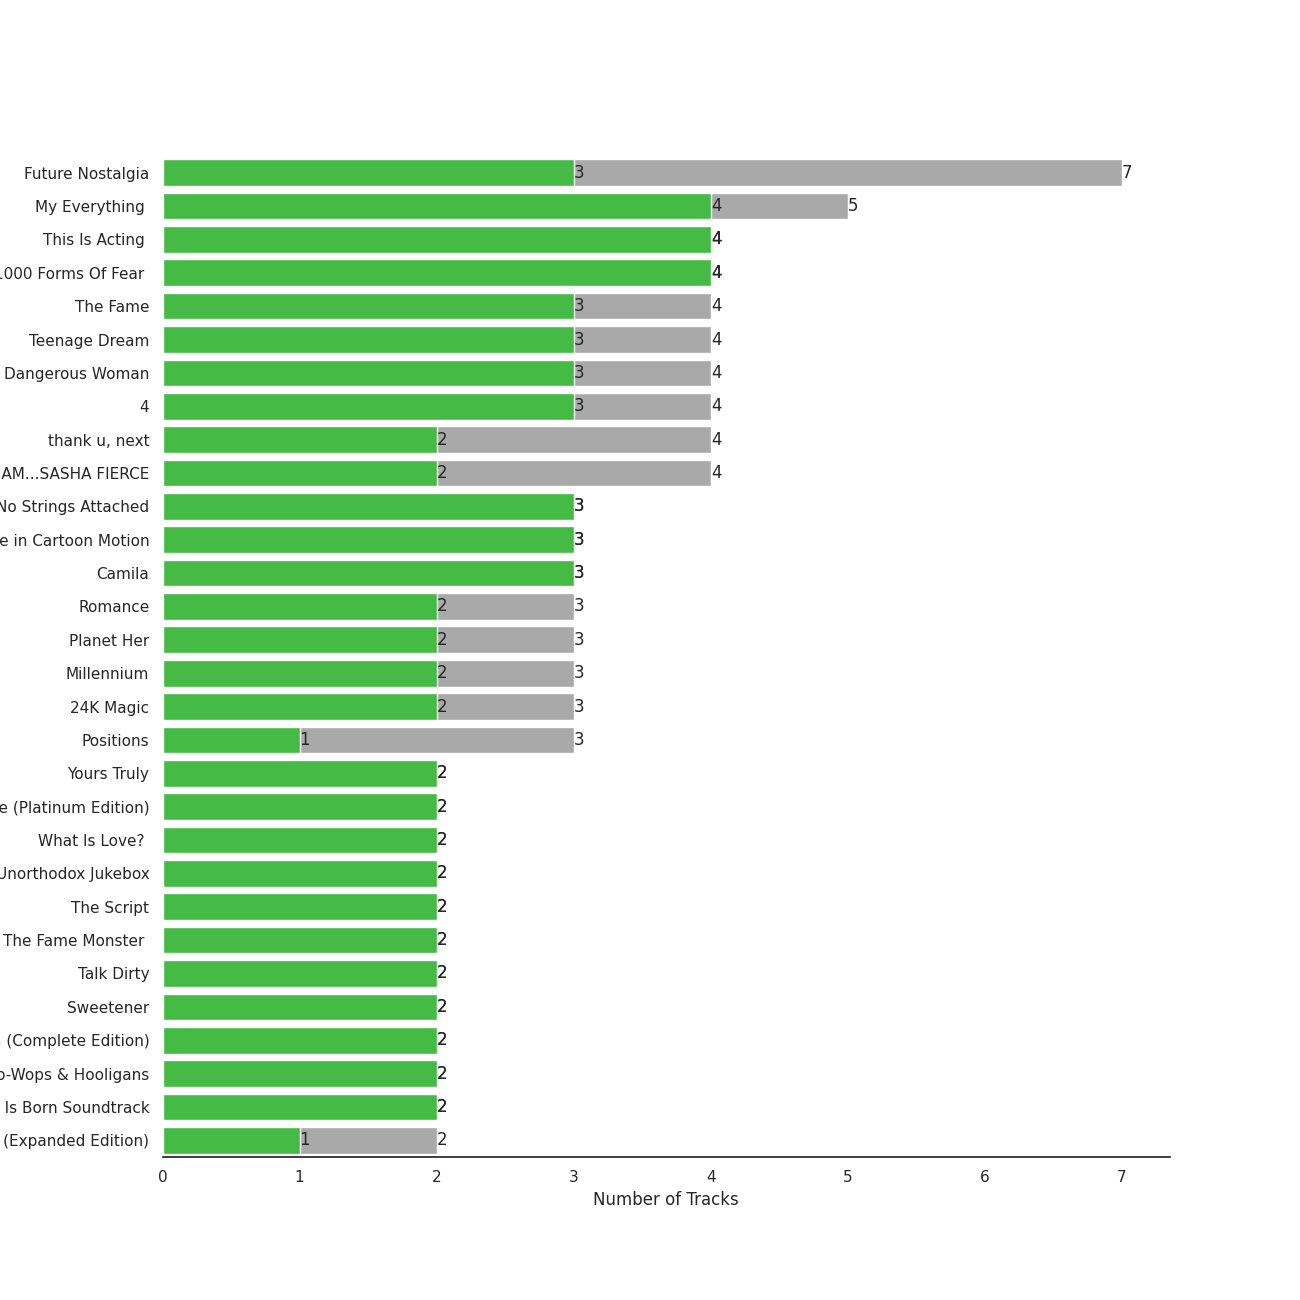 Future Nostalgia 3 7
My Everything 4 5
This Is Acting 4
1000 Forms Of Fear 4
The Fame 3 4
Teenage Dream 3 4
Dangerous Woman 3 4
4 3 4
thank u, next 2 4
AM...SASHA FIERCE 2 4
No Strings Attached 3
e in Cartoon Motion 3
Camila 3
Romance 2 3
Planet Her 2 3
Millennium 2 3
24K Magic 2 3
Positions 1 3
Yours Truly 2
e (Platinum Edition) 2
What Is Love? 2
Unorthodox Jukebox 2
The Script 2
The Fame Monster 2
Talk Dirty 2
Sweetener 2
(Complete Edition) 2
o-Wops & Hooligans 2
Is Born Soundtrack 2
(Expanded Edition) 1 2
0 1 2 3 4 5 6 7
Number of Tracks